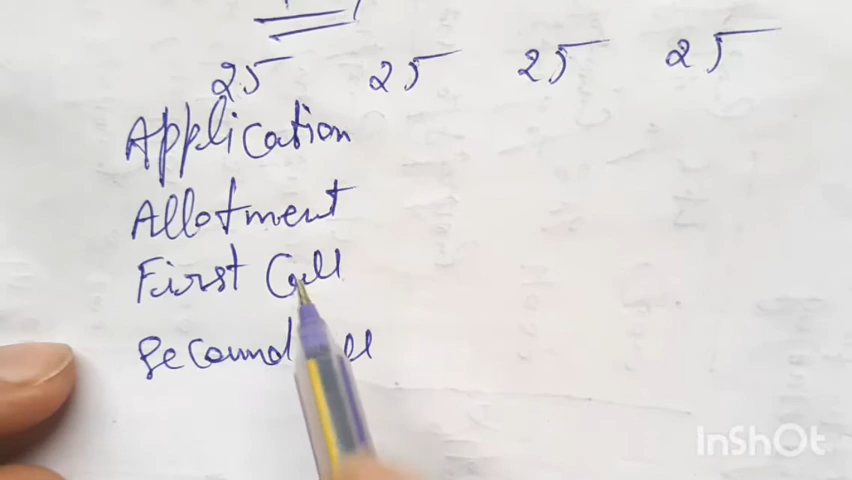 25 25 25 25
Application
Allotment
First Call
Secound
InShOt